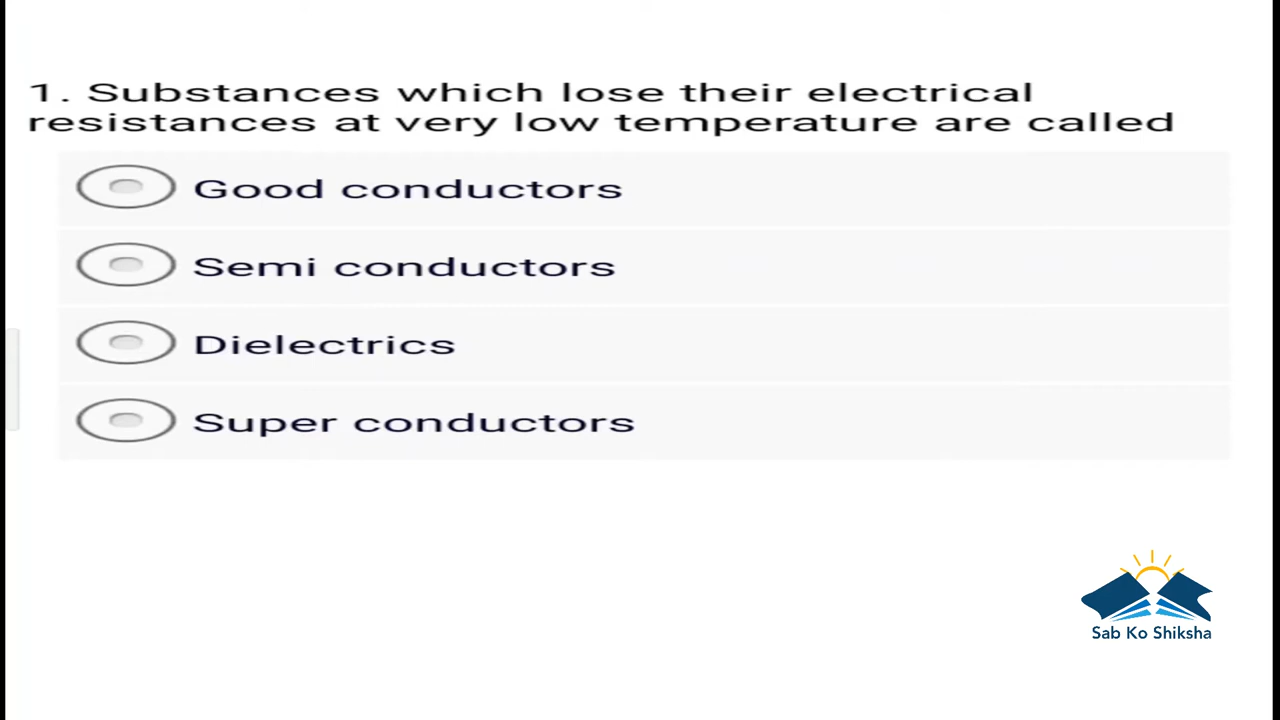 1. Substances which lose their electrical
resistances at very low temperature are called
Good conductors
Semi conductors
Dielectrics
Super conductors
Sab Ko Shiksha